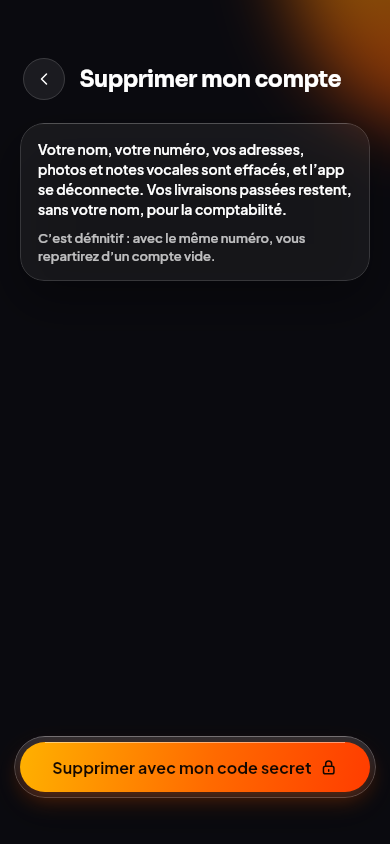 Supprimer mon compte
Votre nom, votre numéro, vos adresses,
photos et notes vocales sont effacés, et l’app
se déconnecte. Vos livraisons passées restent,
sans votre nom, pour la comptabilité.
C’est définitif : avec le même numéro, vous
repartirez d’un compte vide.
Supprimer avec mon code secret